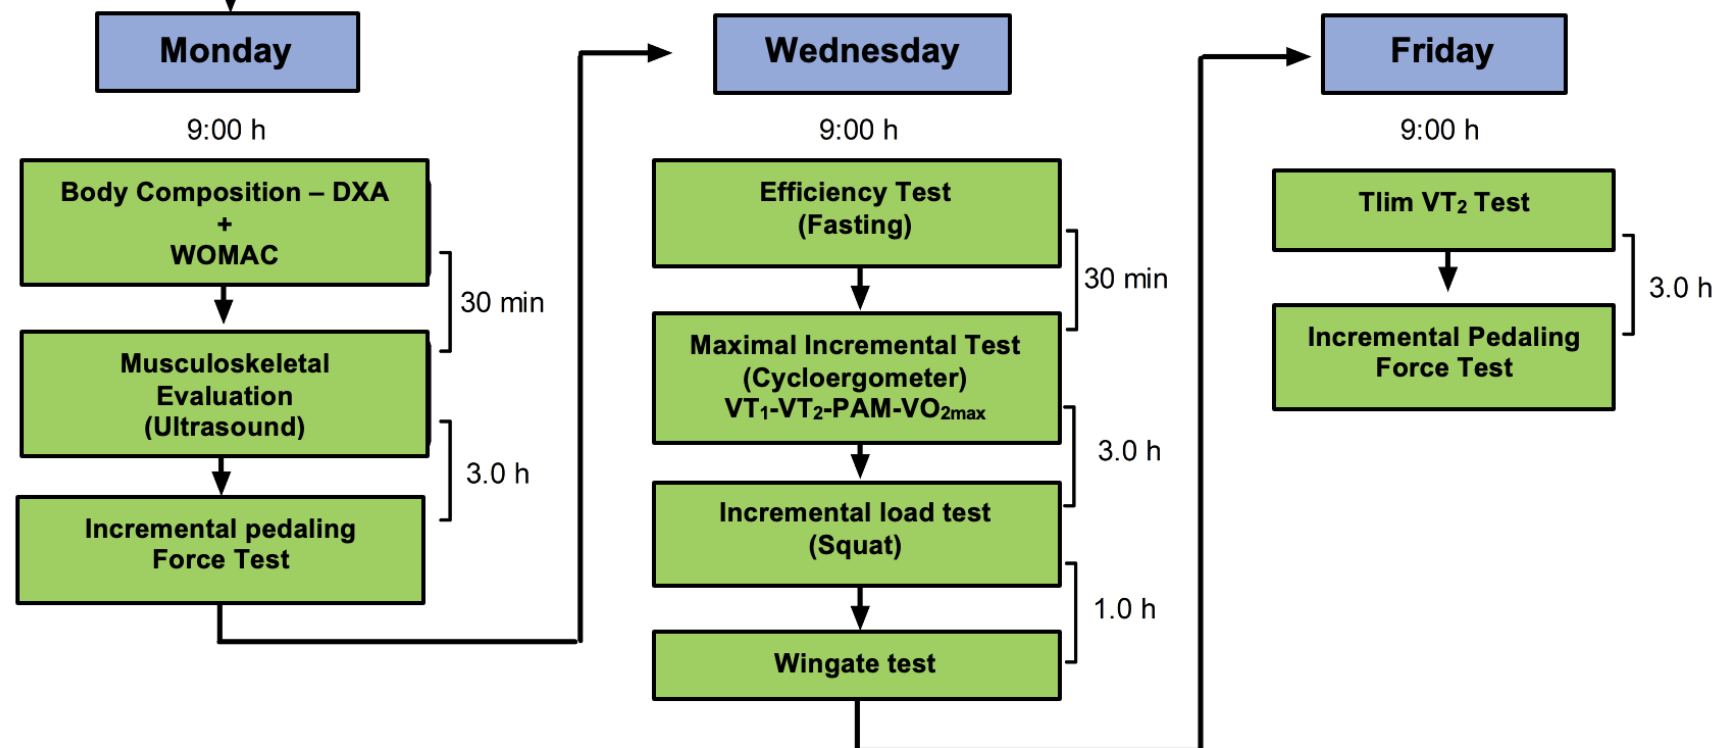 Monday
9:00 h
Body Composition – DXA
+
WOMAC
30 min
Musculoskeletal
Evaluation
(Ultrasound)
3.0 h
Incremental pedaling
Force Test
Wednesday
9:00 h
Efficiency Test
(Fasting)
30 min
Maximal Incremental Test
(Cycloergometer)
VT₁-VT₂-PAM-VO₂max
3.0 h
Incremental load test
(Squat)
1.0 h
Wingate test
Friday
9:00 h
Tlim VT₂ Test
3.0 h
Incremental Pedaling
Force Test